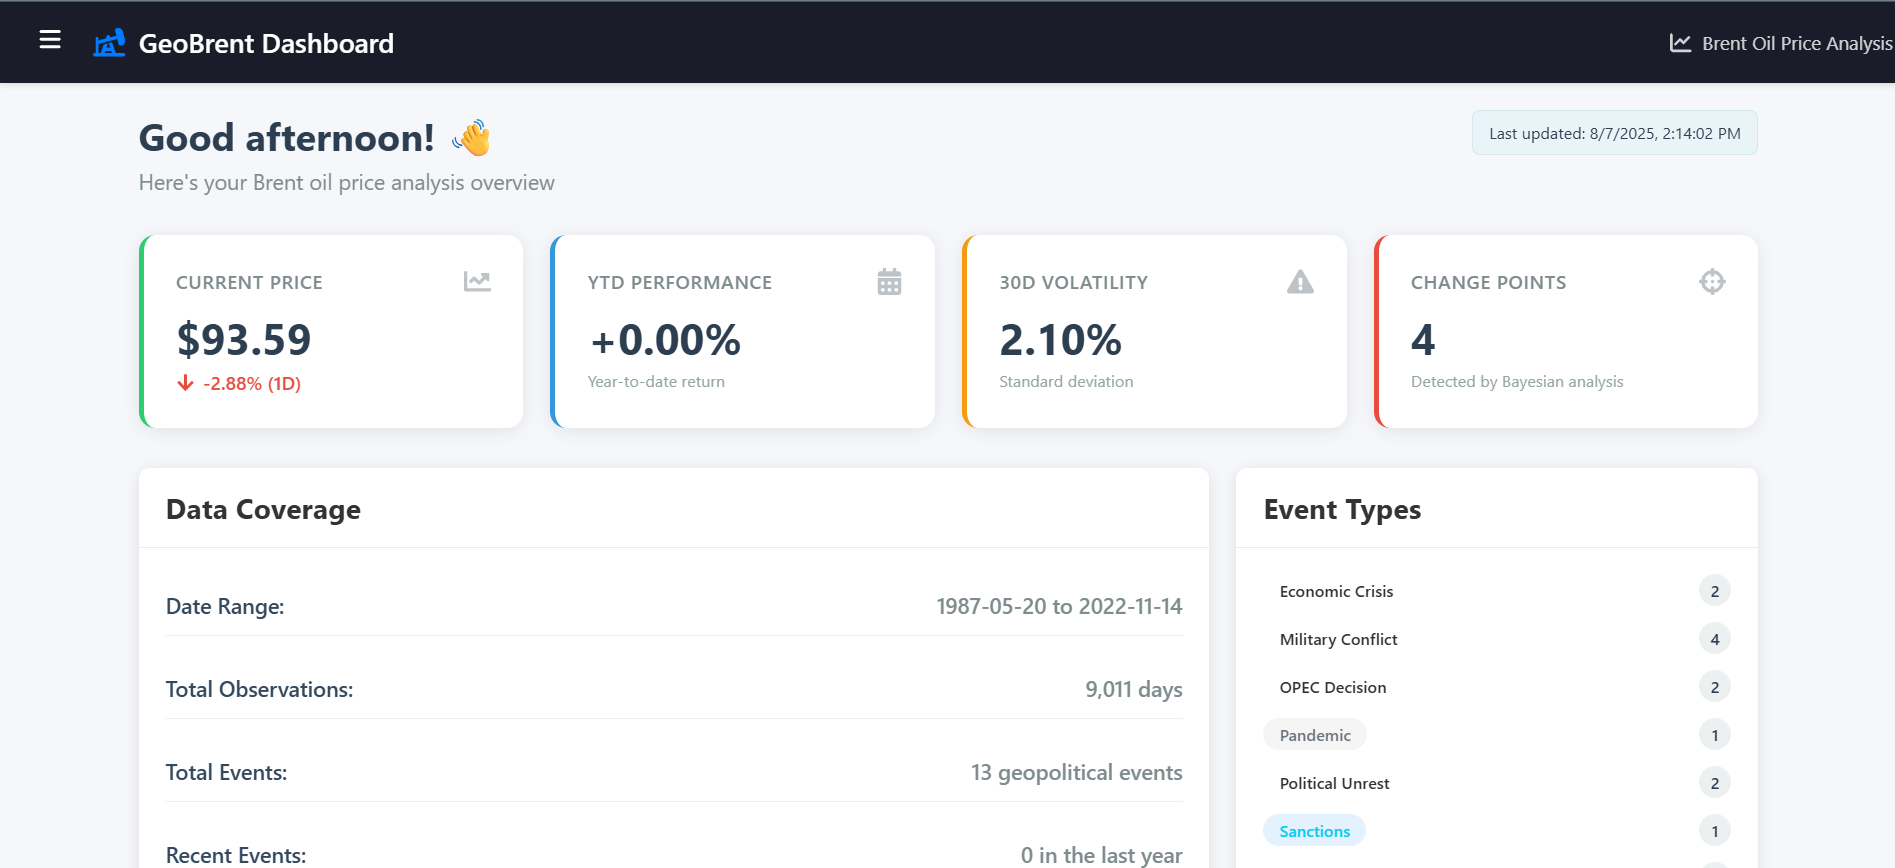 GeoBrent Dashboard
Brent Oil Price Analysis
Good afternoon! 👋
Last updated: 8/7/2025, 2:14:02 PM
Here's your Brent oil price analysis overview
CURRENT PRICE
$93.59
-2.88% (1D)
YTD PERFORMANCE
+0.00%
Year-to-date return
30D VOLATILITY
2.10%
Standard deviation
CHANGE POINTS
4
Detected by Bayesian analysis
Data Coverage
Date Range: 1987-05-20 to 2022-11-14
Total Observations: 9,011 days
Total Events: 13 geopolitical events
Recent Events: 0 in the last year
Event Types
Economic Crisis 2
Military Conflict 4
OPEC Decision 2
Pandemic 1
Political Unrest 2
Sanctions 1